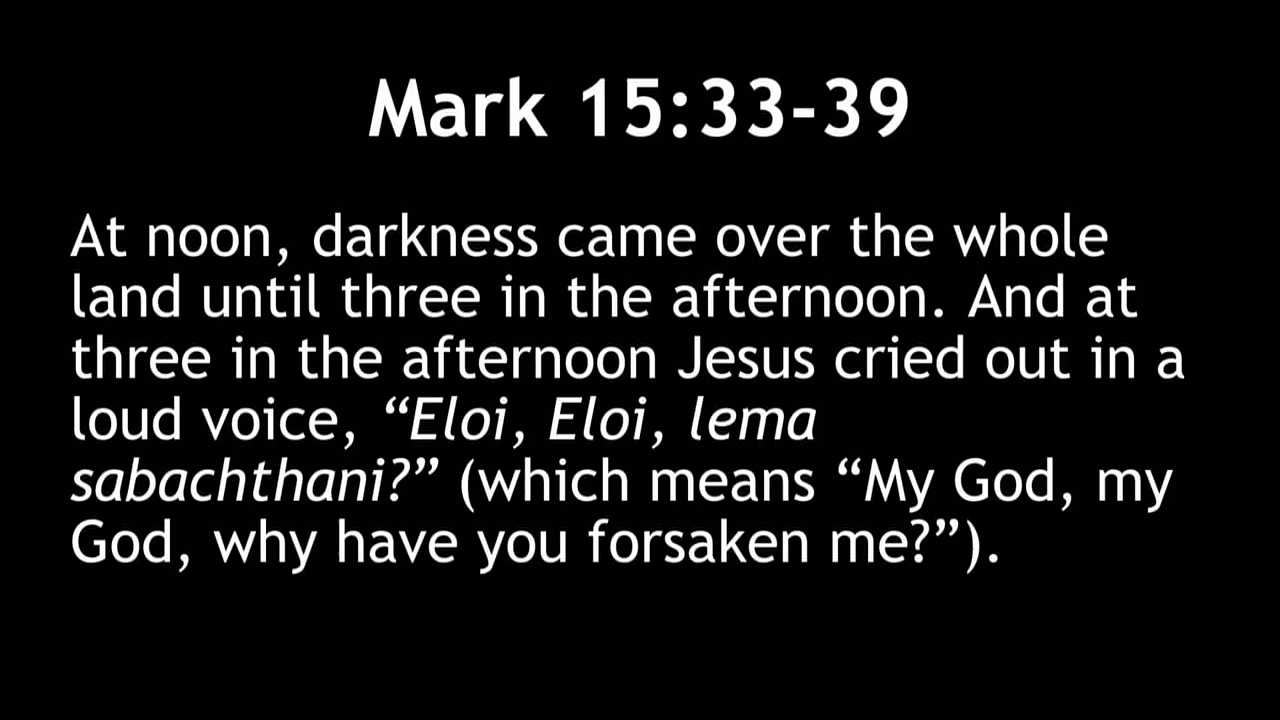 Mark 15:33-39
At noon, darkness came over the whole
land until three in the afternoon. And at
three in the afternoon Jesus cried out in a
loud voice, “Eloi, Eloi, lema
sabachthani?” (which means “My God, my
God, why have you forsaken me?”).